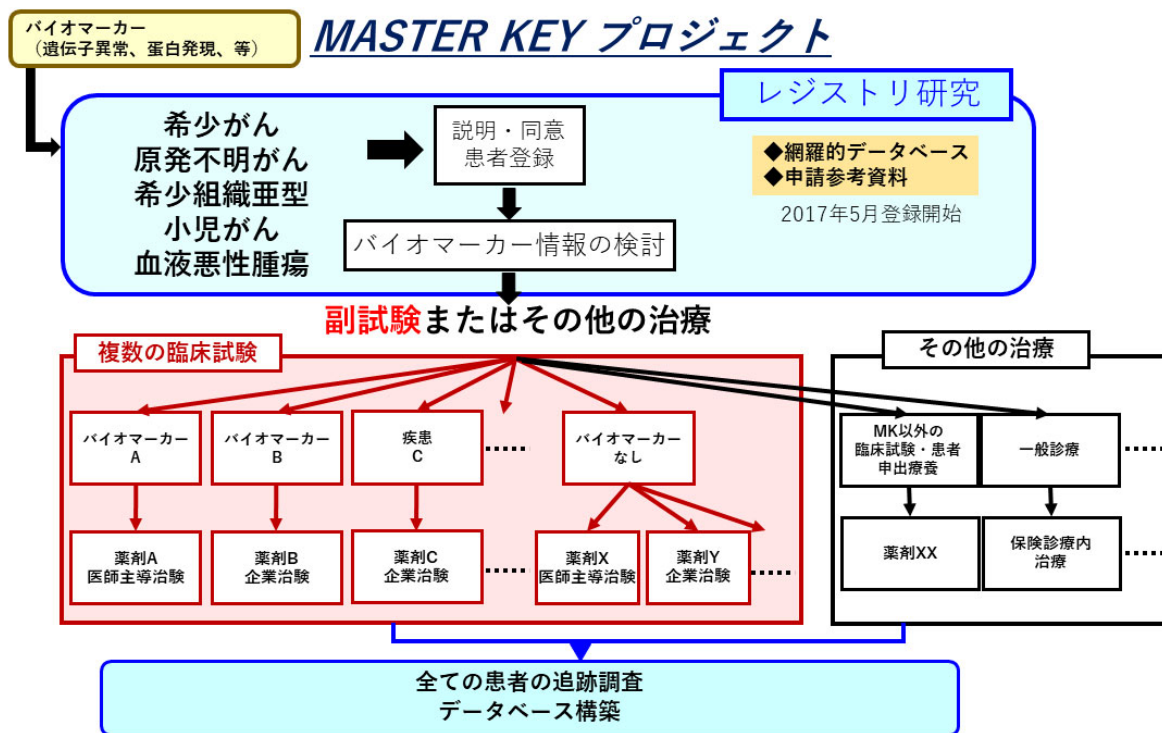 バイオマーカー
（遺伝子異常、蛋白発現、等）
MASTER KEY プロジェクト
レジストリ研究
希少がん
原発不明がん
希少組織亜型
小児がん
血液悪性腫瘍
説明・同意
患者登録
バイオマーカー情報の検討
◆網羅的データベース
◆申請参考資料
2017年5月登録開始
副試験またはその他の治療
複数の臨床試験
バイオマーカー
A
バイオマーカー
B
疾患
C
バイオマーカー
なし
薬剤A
医師主導治験
薬剤B
企業治験
薬剤C
企業治験
薬剤X
医師主導治験
薬剤Y
企業治験
その他の治療
MK以外の
臨床試験・患者
申出療養
一般診療
薬剤XX
保険診療内
治療
全ての患者の追跡調査
データベース構築